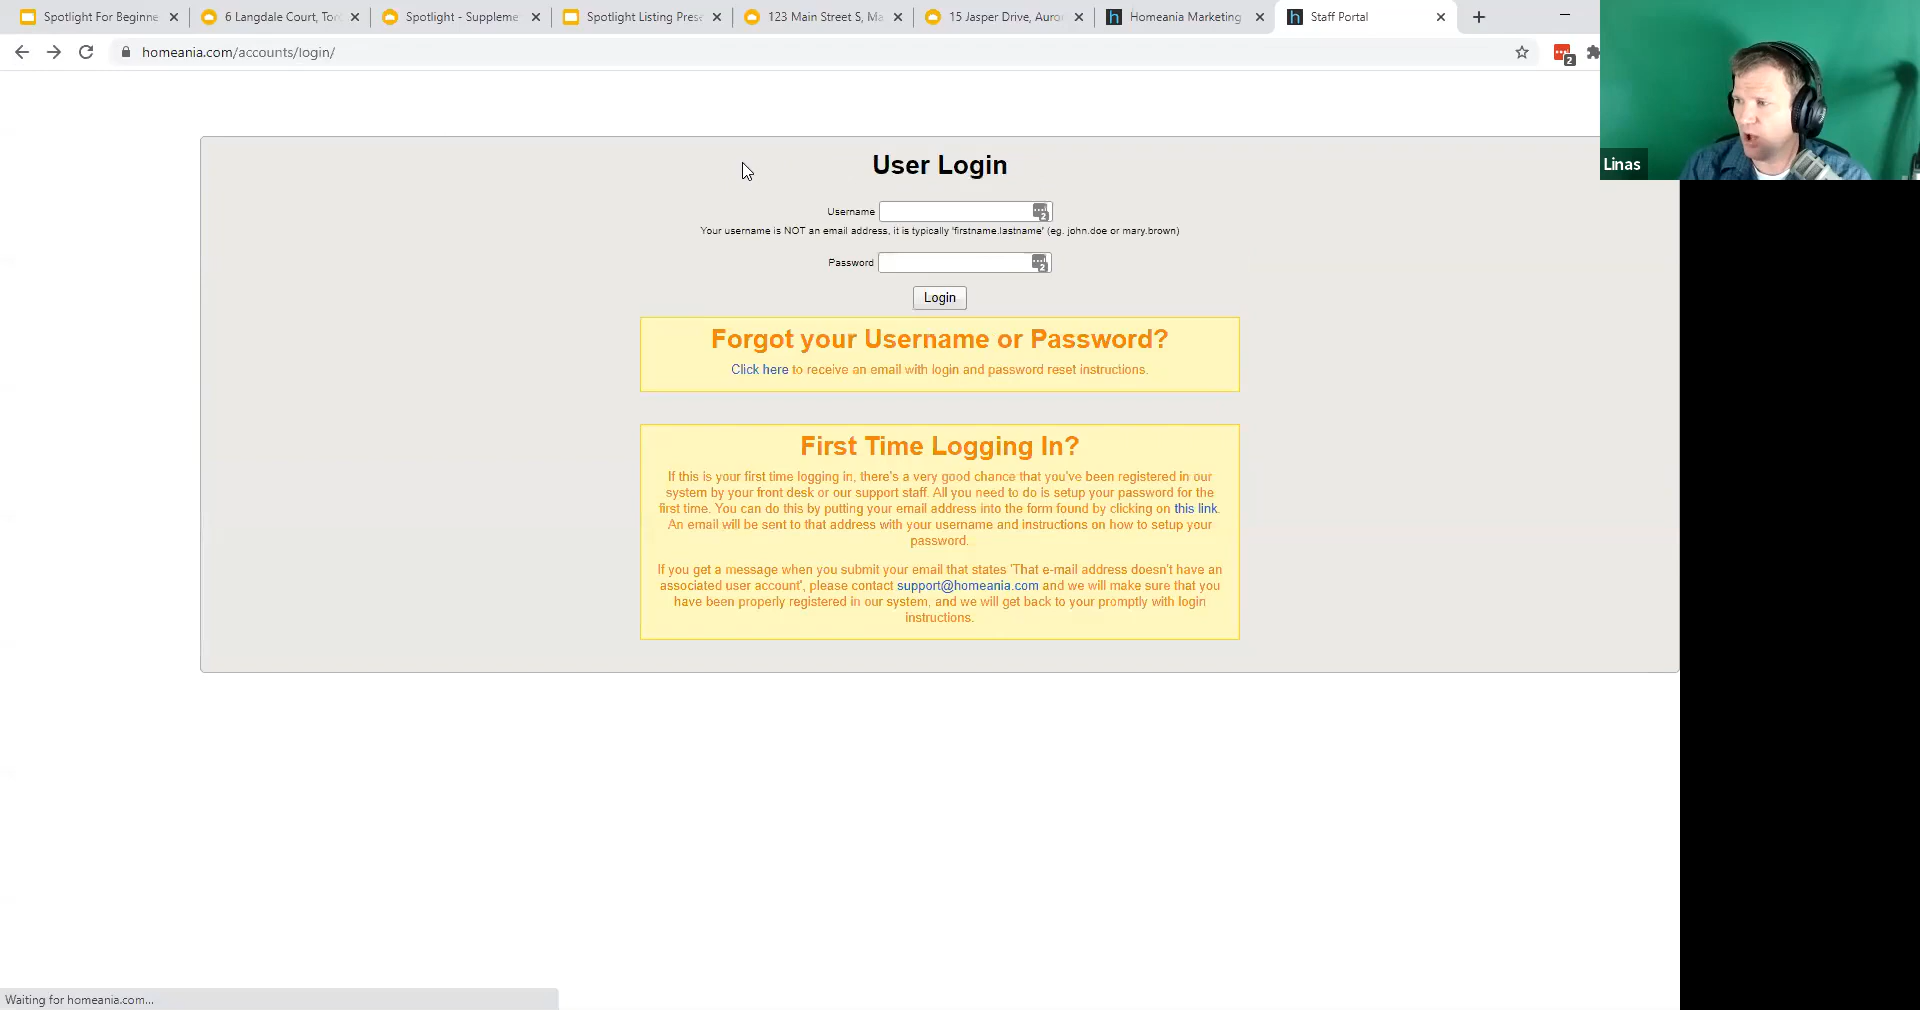 Spotlight For Beginne
6 Langdale Court, Toro
Spotlight - Suppleme
Spotlight Listing Prese
123 Main Street S, Ma
15 Jasper Drive, Auro
Homeania Marketing
Staff Portal
homeania.com/accounts/login/
2
Linas
User Login
Username
2
Your username is NOT an email address, it is typically 'firstname.lastname' (eg. john.doe or mary.brown)
Password
2
Login
Forgot your Username or Password?
Click here to receive an email with login and password reset instructions.
First Time Logging In?
If this is your first time logging in, there's a very good chance that you've been registered in our
system by your front desk or our support staff. All you need to do is setup your password for the
first time. You can do this by putting your email address into the form found by clicking on this link.
An email will be sent to that address with your username and instructions on how to setup your
password.
If you get a message when you submit your email that states 'That e-mail address doesn't have an
associated user account', please contact support@homeania.com and we will make sure that you
have been properly registered in our system, and we will get back to your promptly with login
instructions.
Waiting for homeania.com...